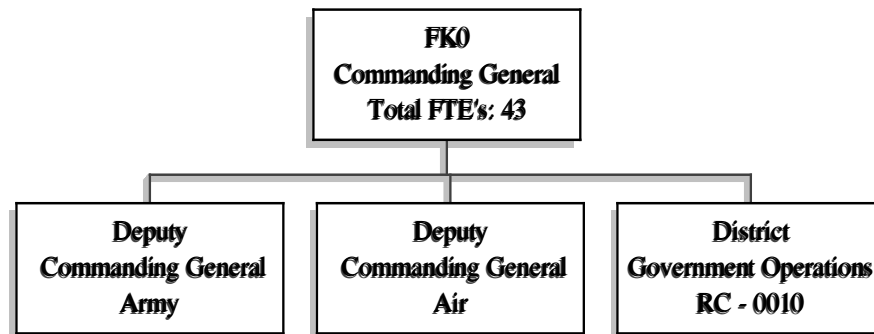 FK0
Commanding General
Total FTE's: 43
Deputy
Commanding General
Army
Deputy
Commanding General
Air
District
Government Operations
RC - 0010